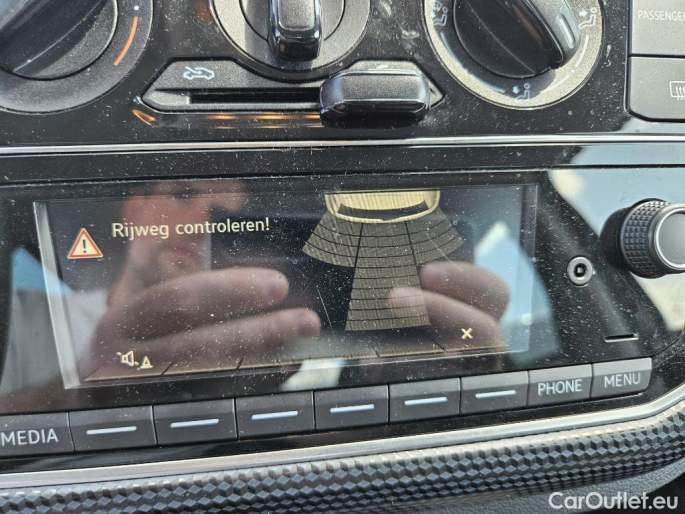 PASSENGER
Rijweg controleren!
MEDIA
PHONE
MENU
CarOutlet.eu